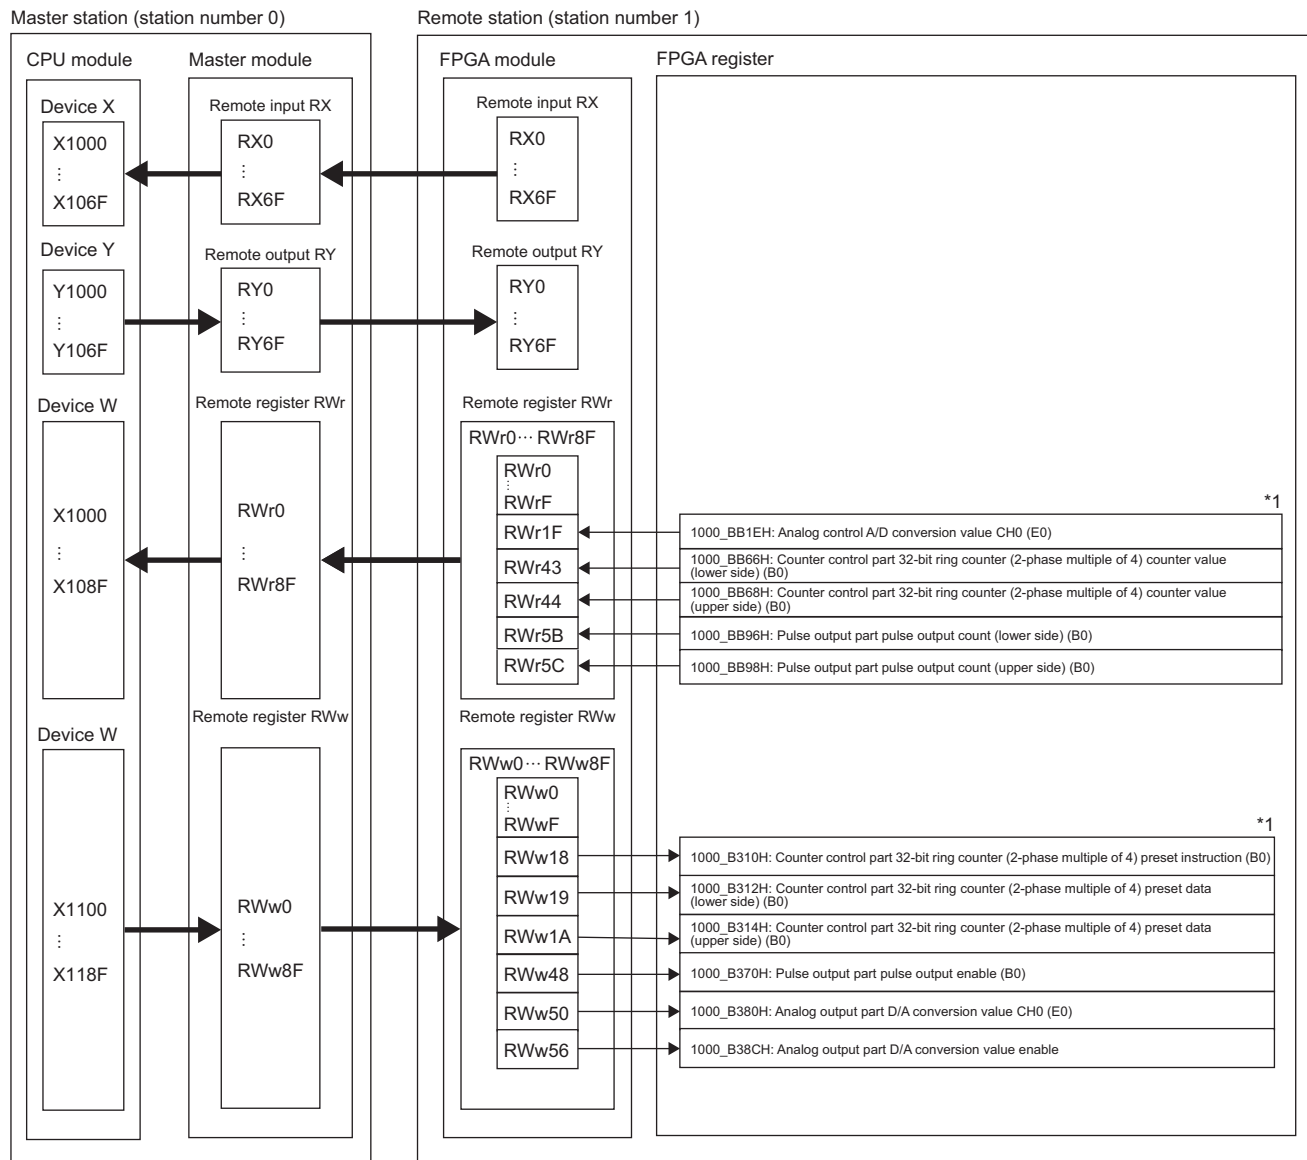 Master station (station number 0)
Remote station (station number 1)
CPU module
Master module
FPGA module
FPGA register
Device X
X1000
⋮
X106F
Remote input RX
RX0
⋮
RX6F
Remote input RX
RX0
⋮
RX6F
Device Y
Y1000
⋮
Y106F
Remote output RY
RY0
⋮
RY6F
Remote output RY
RY0
⋮
RY6F
Device W
X1000
⋮
X108F
Remote register RWr
RWr0
⋮
RWr8F
Remote register RWr
RWr0⋯ RWr8F
RWr0
⋮
RWrF
RWr1F
RWr43
RWr44
RWr5B
RWr5C
*1
1000_BB1EH: Analog control A/D conversion value CH0 (E0)
1000_BB66H: Counter control part 32-bit ring counter (2-phase multiple of 4) counter value
(lower side) (B0)
1000_BB68H: Counter control part 32-bit ring counter (2-phase multiple of 4) counter value
(upper side) (B0)
1000_BB96H: Pulse output part pulse output count (lower side) (B0)
1000_BB98H: Pulse output part pulse output count (upper side) (B0)
Device W
X1100
⋮
X118F
Remote register RWw
RWw0
⋮
RWw8F
Remote register RWw
RWw0⋯ RWw8F
RWw0
⋮
RWwF
RWw18
RWw19
RWw1A
RWw48
RWw50
RWw56
*1
1000_B310H: Counter control part 32-bit ring counter (2-phase multiple of 4) preset instruction (B0)
1000_B312H: Counter control part 32-bit ring counter (2-phase multiple of 4) preset data
(lower side) (B0)
1000_B314H: Counter control part 32-bit ring counter (2-phase multiple of 4) preset data
(upper side) (B0)
1000_B370H: Pulse output part pulse output enable (B0)
1000_B380H: Analog output part D/A conversion value CH0 (E0)
1000_B38CH: Analog output part D/A conversion value enable